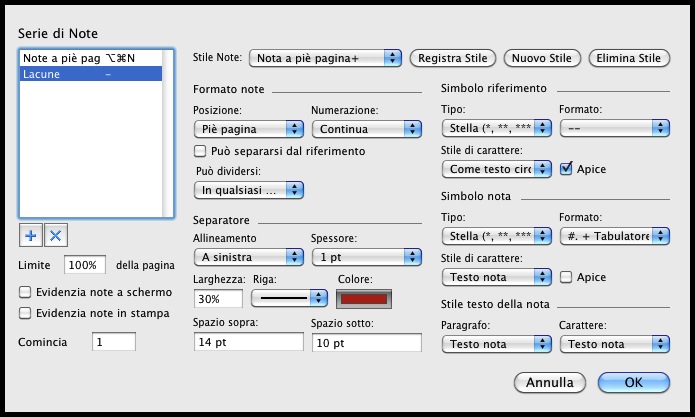 Serie di Note
Note a piè pag ⌥⌘N
Lacune –
Limite 100% della pagina
Evidenzia note a schermo
Evidenzia note in stampa
Comincia 1
Stile Note: Nota a piè pagina+ Registra Stile Nuovo Stile Elimina Stile
Formato note
Posizione: Numerazione:
Piè pagina Continua
Può separarsi dal riferimento
Può dividersi:
In qualsiasi ...
Separatore
Allineamento Spessore:
A sinistra 1 pt
Larghezza: Riga: Colore:
30%
Spazio sopra: Spazio sotto:
14 pt 10 pt
Simbolo riferimento
Tipo: Formato:
Stella (*, **, *** --
Stile di carattere:
Come testo circ Apice
Simbolo nota
Tipo: Formato:
Stella (*, **, *** #. + Tabulatore
Stile di carattere:
Testo nota Apice
Stile testo della nota
Paragrafo: Carattere:
Testo nota Testo nota
Annulla OK